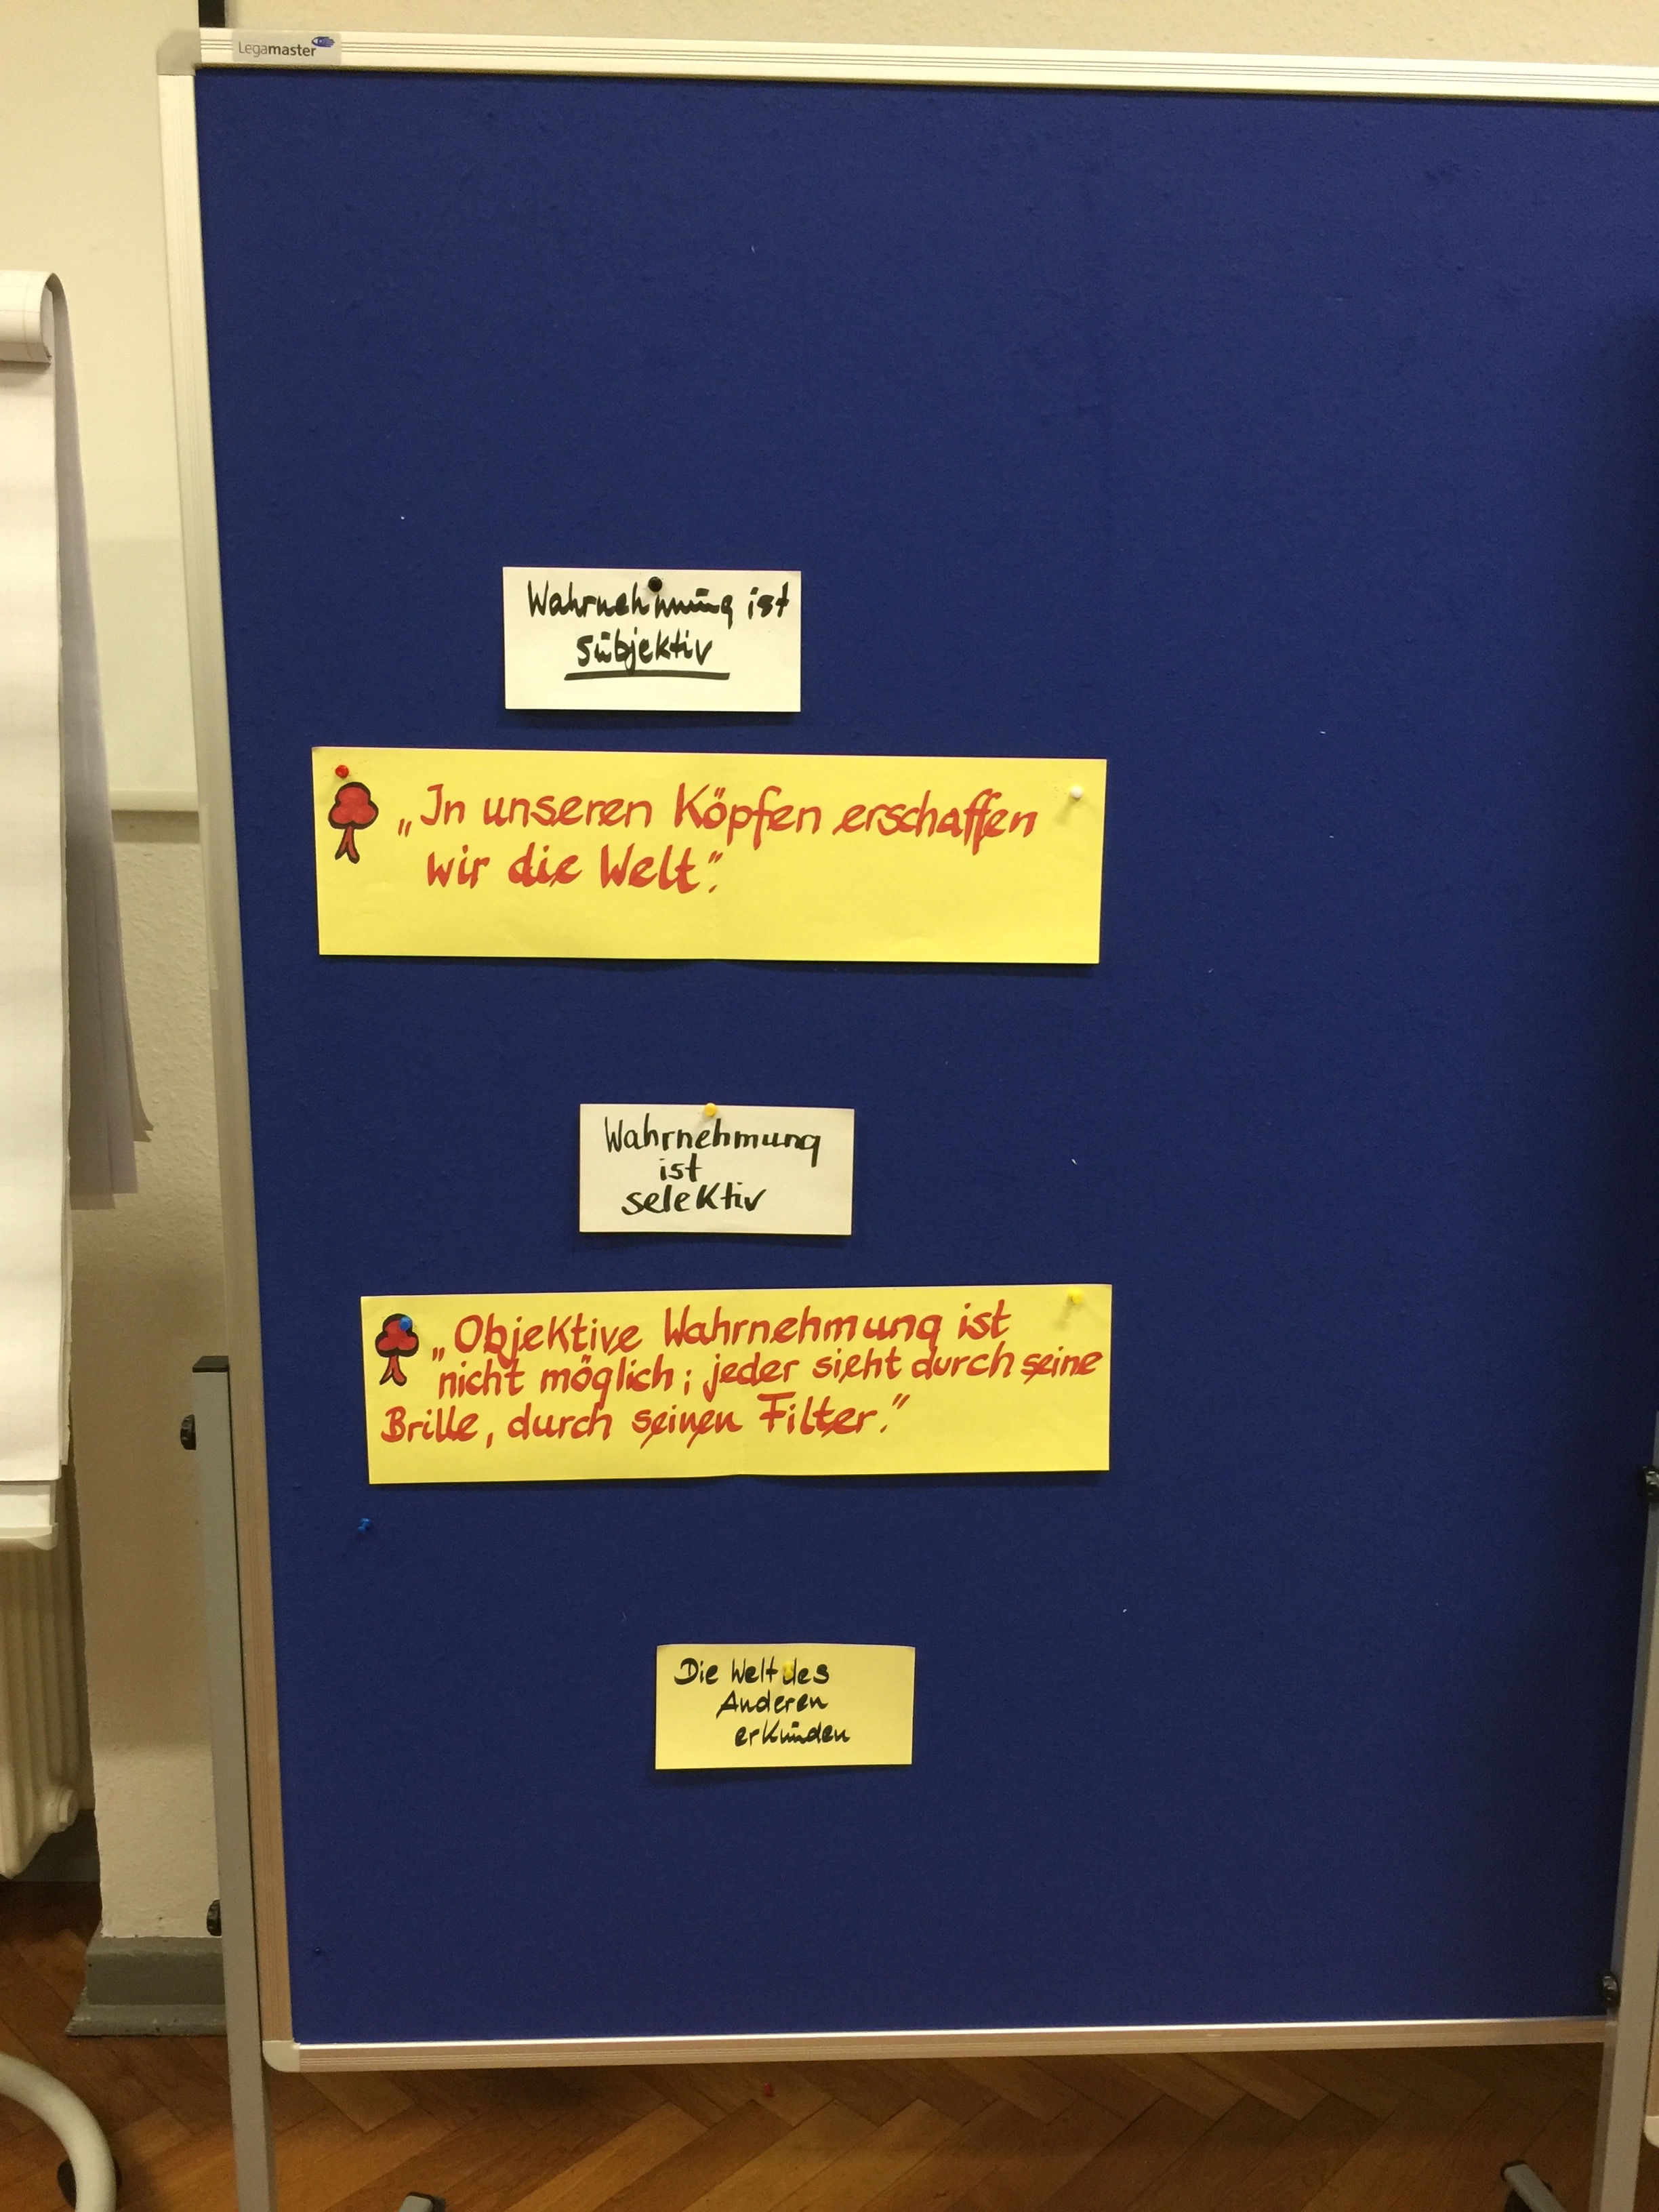 Legamaster
Wahrnehmung ist
subjektiv
„In unseren Köpfen erschaffen
wir die Welt“.
Wahrnehmung
ist
selektiv
„Objektive Wahrnehmung ist
nicht möglich; jeder sieht durch seine
Brille, durch seinen Filter.“
Die Welt des
Anderen
erkunden